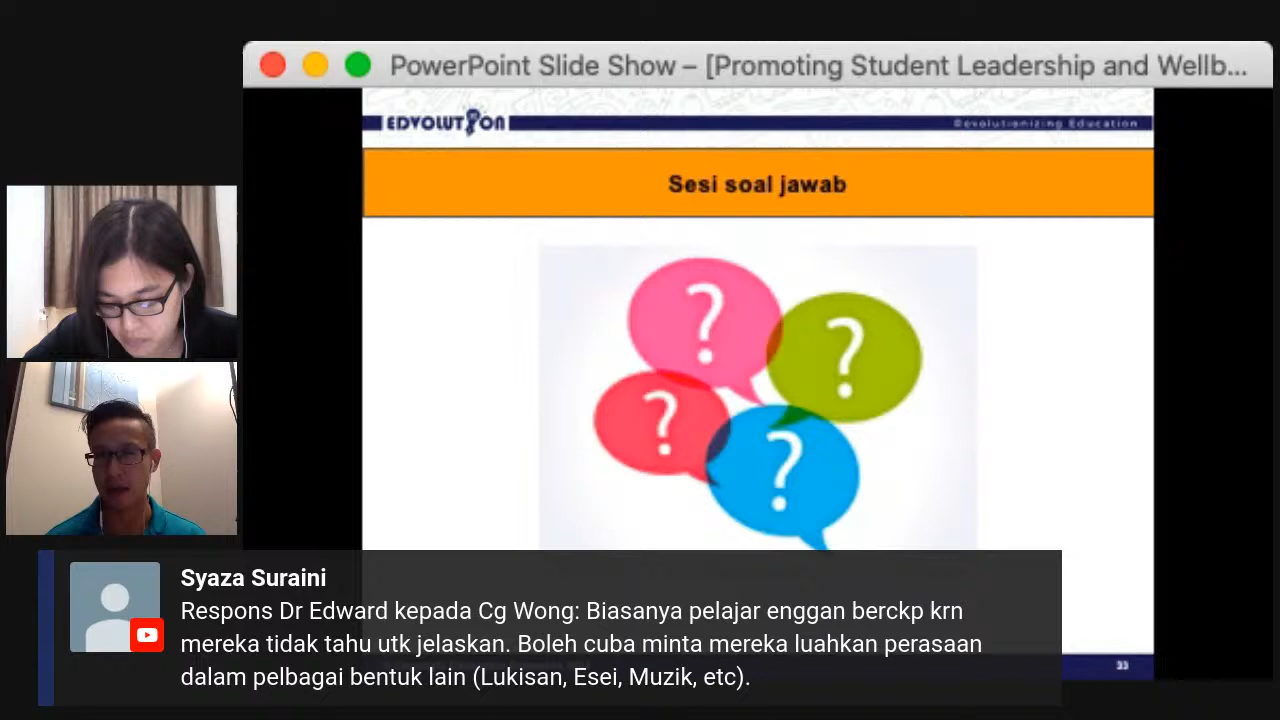 PowerPoint Slide Show – [Promoting Student Leadership and Wellb...
EDVOLUTION
Revolutionizing Education
Sesi soal jawab
? ? ? ?
33
Syaza Suraini
Respons Dr Edward kepada Cg Wong: Biasanya pelajar enggan berckp krn
mereka tidak tahu utk jelaskan. Boleh cuba minta mereka luahkan perasaan
dalam pelbagai bentuk lain (Lukisan, Esei, Muzik, etc).